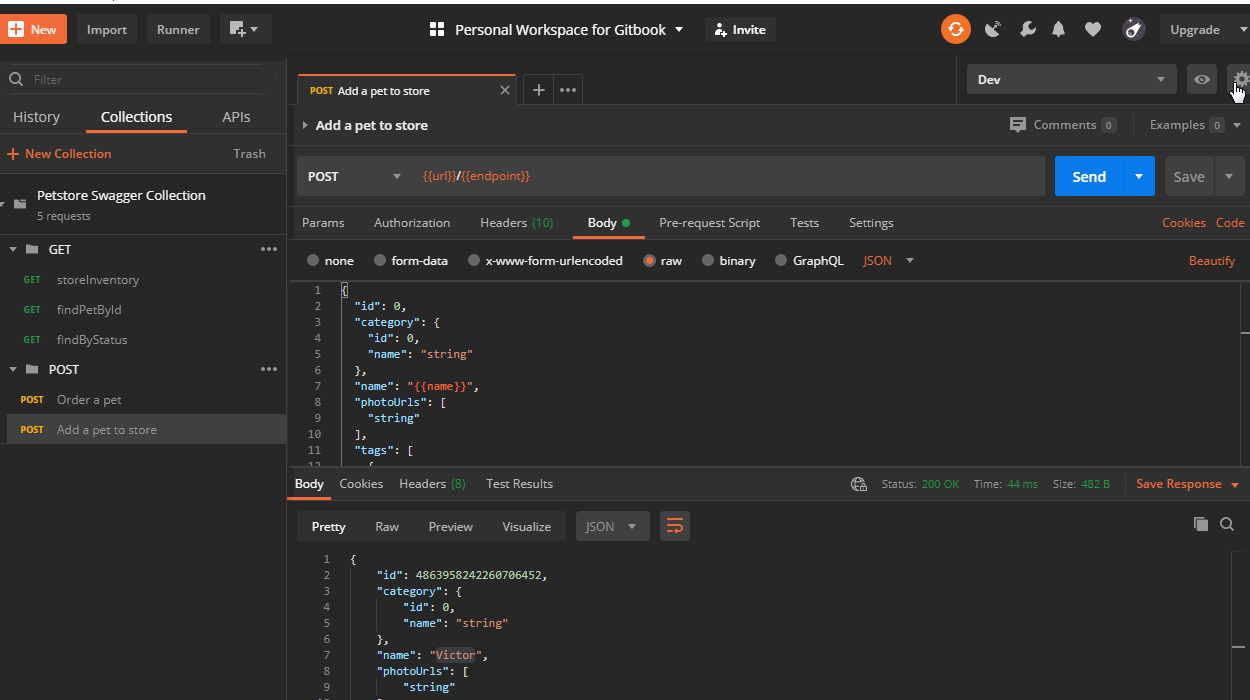 New Import Runner Personal Workspace for Gitbook Invite Upgrade
Filter
POST Add a pet to store
Dev
History Collections APIs
Add a pet to store Comments 0 Examples 0
New Collection Trash
POST {{url}}/{{endpoint}} Send Save
Petstore Swagger Collection
5 requests
Params Authorization Headers (10) Body Pre-request Script Tests Settings Cookies Code
GET
none form-data x-www-form-urlencoded raw binary GraphQL JSON Beautify
GET storeInventory
GET findPetById
GET findByStatus
POST
POST Order a pet
POST Add a pet to store
1 {
2 "id": 0,
3 "category": {
4 "id": 0,
5 "name": "string"
6 },
7 "name": "{{name}}",
8 "photoUrls": [
9 "string"
10 ],
11 "tags": [
12 {
Body Cookies Headers (8) Test Results Status: 200 OK Time: 44 ms Size: 482 B Save Response
Pretty Raw Preview Visualize JSON
1 {
2 "id": 4863958242260706452,
3 "category": {
4 "id": 0,
5 "name": "string"
6 },
7 "name": "Victor",
8 "photoUrls": [
9 "string"